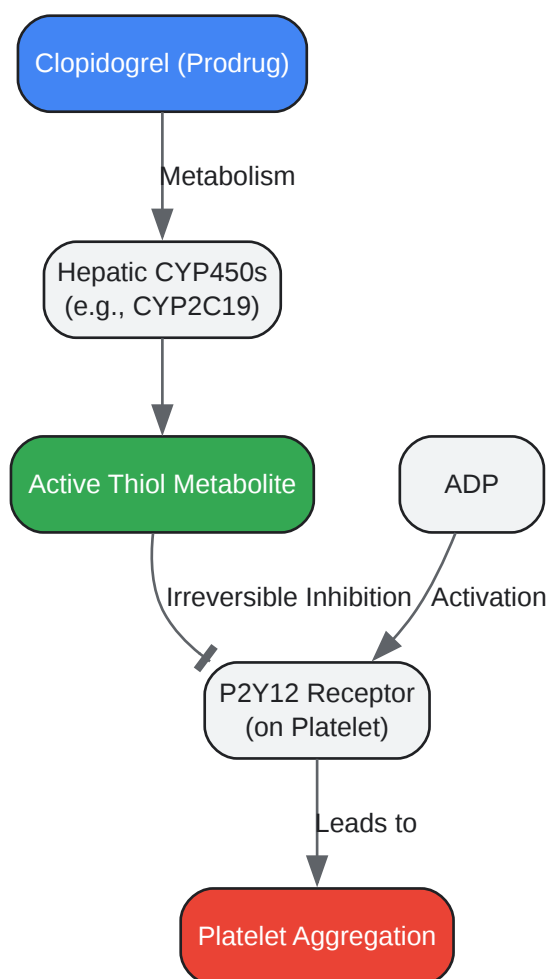 Clopidogrel (Prodrug)
Metabolism
Hepatic CYP450s
(e.g., CYP2C19)
Active Thiol Metabolite
ADP
Irreversible Inhibition
Activation
P2Y12 Receptor
(on Platelet)
Leads to
Platelet Aggregation